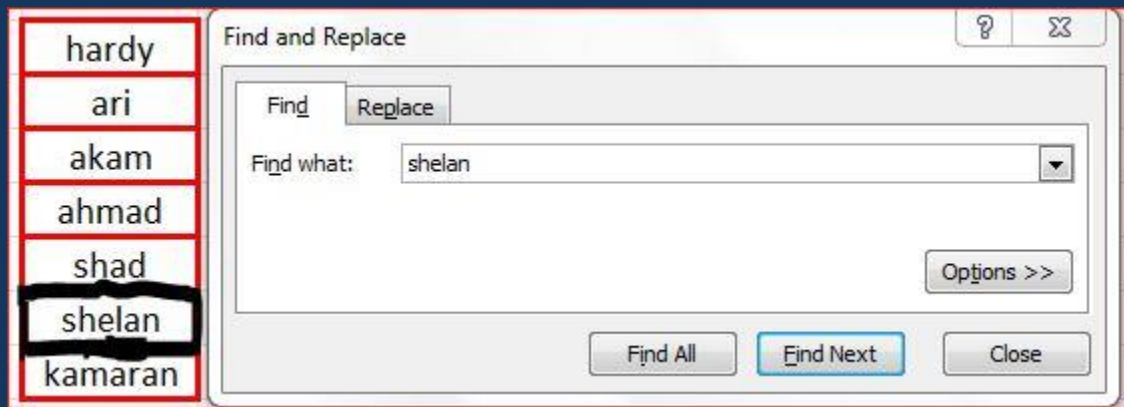 hardy
ari
akam
ahmad
shad
shelan
kamaran
Find and Replace
Find Replace
Find what: shelan
Options >>
Find All Find Next Close